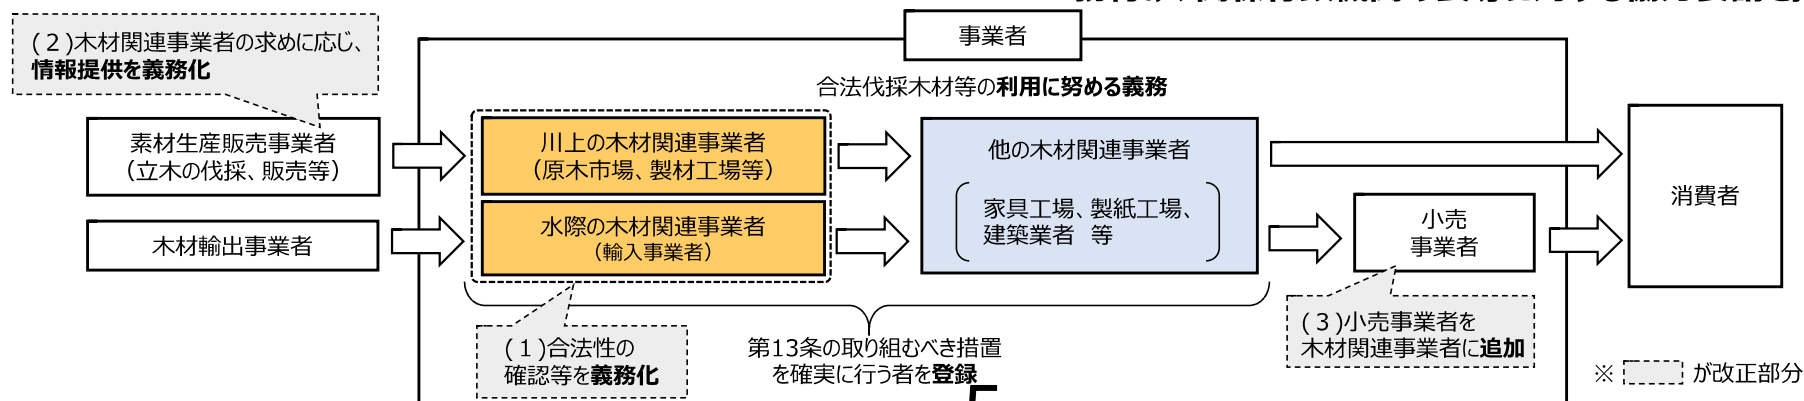 事業者
(２)木材関連事業者の求めに応じ、
情報提供を義務化
合法伐採木材等の利用に努める義務
素材生産販売事業者
（立木の伐採、販売等）
木材輸出事業者
川上の木材関連事業者
（原木市場、製材工場等）
水際の木材関連事業者
（輸入事業者）
他の木材関連事業者
家具工場、製紙工場、
建築業者　等
小売
事業者
消費者
(１)合法性の
確認等を義務化
第13条の取り組むべき措置
を確実に行う者を登録
(３)小売事業者を
木材関連事業者に追加
※　が改正部分